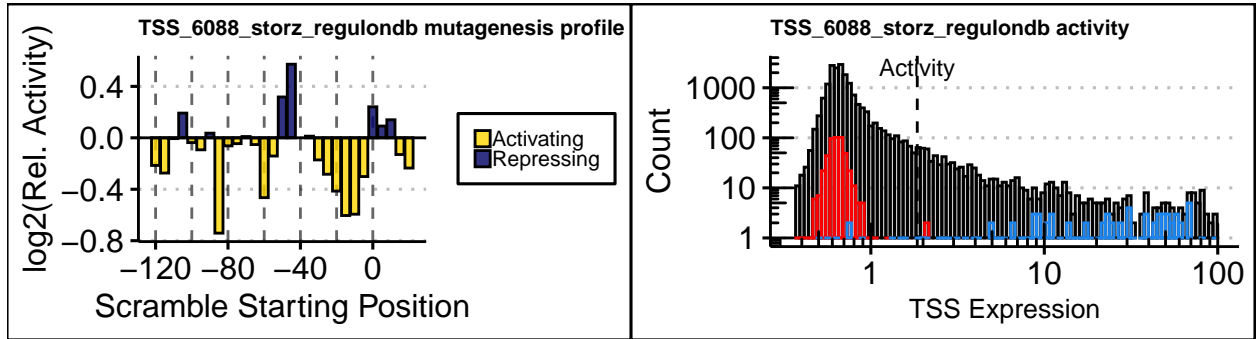 TSS_6088_storz_regulondb mutagenesis profile
log2(Rel. Activity)
0.4
0.0
−0.4
−0.8
−120
−80
−40
0
Scramble Starting Position
Activating
Repressing
TSS_6088_storz_regulondb activity
Activity
Count
1000
100
10
1
1
10
100
TSS Expression